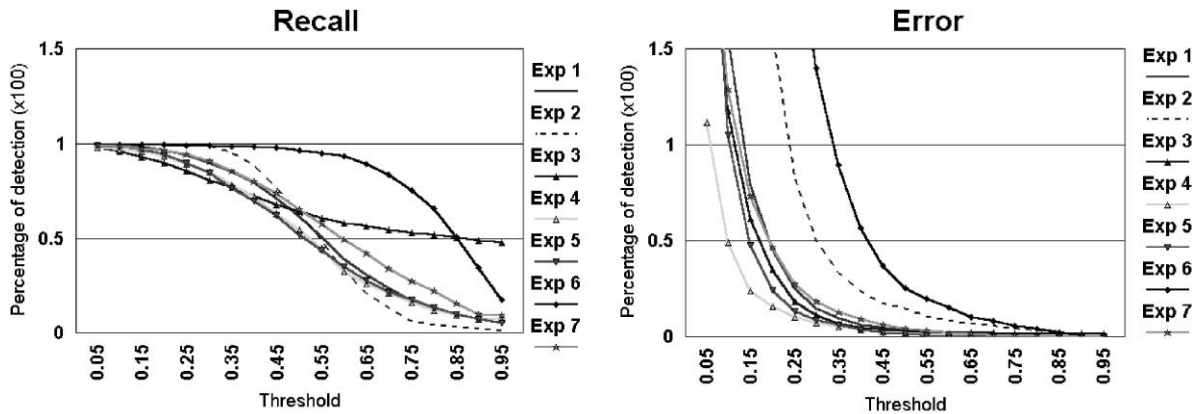 Recall
Percentage of detection (x100)
1.5
1
0.5
0
0.05
0.15
0.25
0.35
0.45
0.55
0.65
0.75
0.85
0.95
Threshold
Exp 1
Exp 2
Exp 3
Exp 4
Exp 5
Exp 6
Exp 7
Error
Percentage of detection (x100)
1.5
1
0.5
0
0.05
0.15
0.25
0.35
0.45
0.55
0.65
0.75
0.85
0.95
Threshold
Exp 1
Exp 2
Exp 3
Exp 4
Exp 5
Exp 6
Exp 7